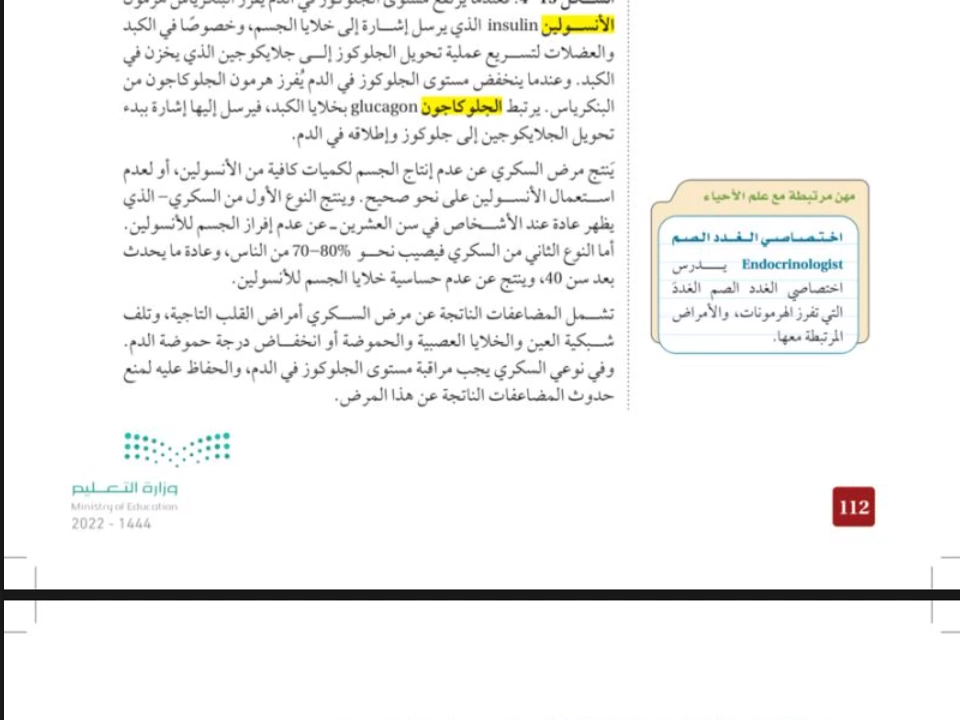 الأنسولين insulin الذي يرسل إشارة إلى خلايا الجسم، وخصوصًا في الكبد
والعضلات لتسريع عملية تحويل الجلوكوز إلى جلايكوجين الذي يخزن في
الكبد. وعندما ينخفض مستوى الجلوكوز في الدم يُفرز هرمون الجلوكاجون من
البنكرياس. يرتبط الجلوكاجون glucagon بخلايا الكبد، فيرسل إليها إشارة ببدء
تحويل الجلايكوجين إلى جلوكوز وإطلاقه في الدم.
يَنتج مرض السكري عن عدم إنتاج الجسم لكميات كافية من الأنسولين، أو لعدم
استعمال الأنسولين على نحو صحيح. وينتج النوع الأول من السكري– الذي
يظهر عادة عند الأشخاص في سن العشرين – عن عدم إفراز الجسم للأنسولين.
أما النوع الثاني من السكري فيصيب نحو 80%–70 من الناس، وعادة ما يحدث
بعد سن 40، وينتج عن عدم حساسية خلايا الجسم للأنسولين.
تشمل المضاعفات الناتجة عن مرض السكري أمراض القلب التاجية، وتلف
شبكية العين والخلايا العصبية والحموضة أو انخفاض درجة حموضة الدم.
وفي نوعي السكري يجب مراقبة مستوى الجلوكوز في الدم، والحفاظ عليه لمنع
حدوث المضاعفات الناتجة عن هذا المرض.
مهن مرتبطة مع علم الأحياء
اختصاصي الغدد الصم
Endocrinologist يدرس
اختصاصي الغدد الصم الغدة
التي تفرز الهرمونات، والأمراض
المرتبطة معها.
وزارة التعليم
Ministry of Education
2022 - 1444
112